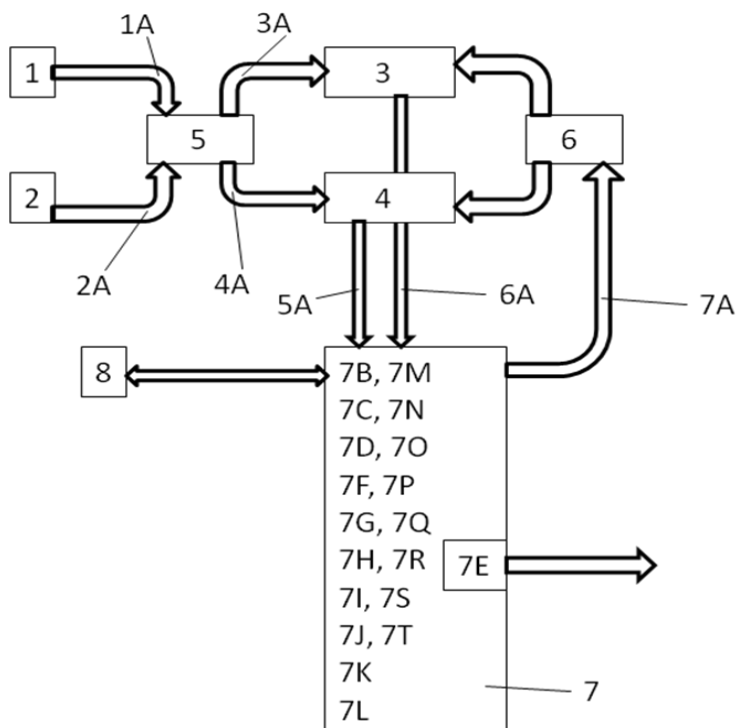 1A
3A
1
3
5
6
2
4
2A
4A
5A
6A
7A
8
7B, 7M
7C, 7N
7D, 7O
7F, 7P
7G, 7Q
7H, 7R
7E
7I, 7S
7J, 7T
7K
7
7L